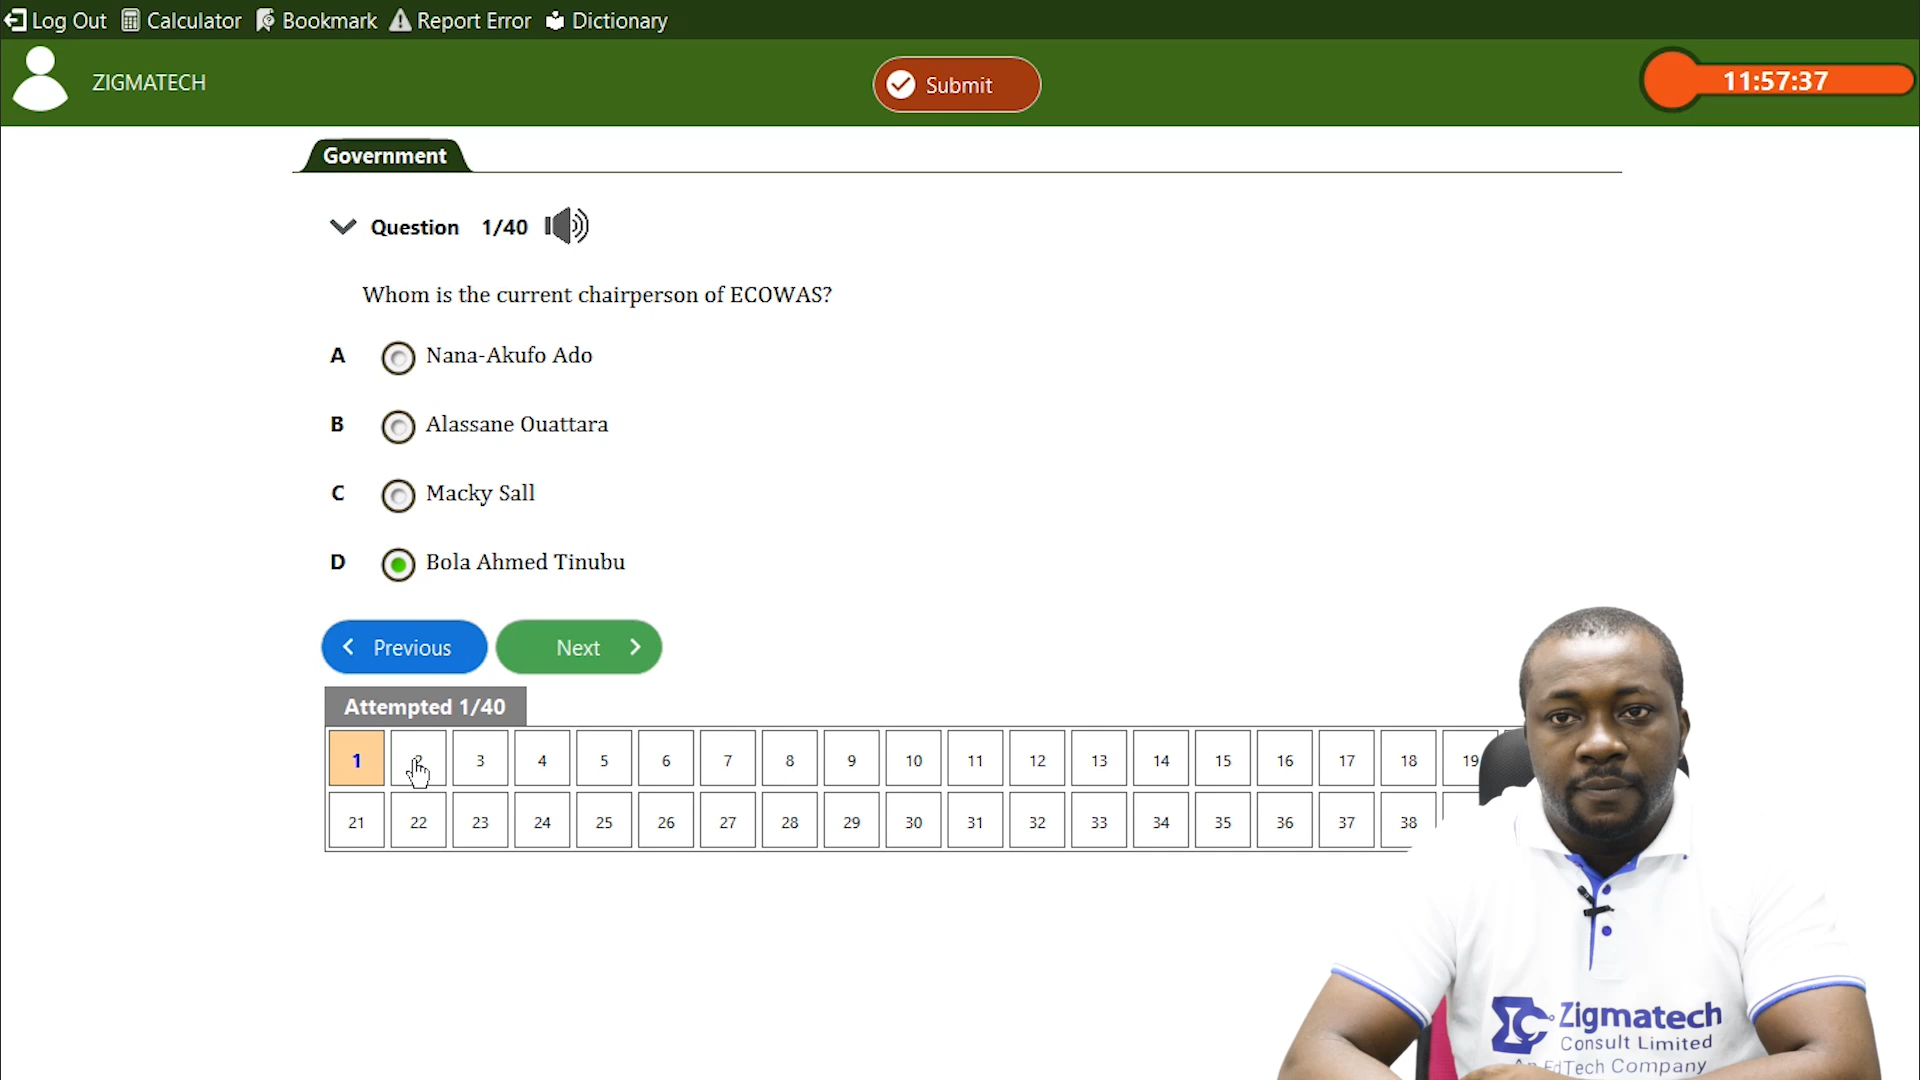 Log Out Calculator Bookmark Report Error Dictionary
ZIGMATECH
Submit
11:57:37
Government
Question 1/40
Whom is the current chairperson of ECOWAS?
A Nana-Akufo Ado
B Alassane Ouattara
C Macky Sall
D Bola Ahmed Tinubu
Previous Next
Attempted 1/40
1 2 3 4 5 6 7 8 9 10 11 12 13 14 15 16 17 18 19
21 22 23 24 25 26 27 28 29 30 31 32 33 34 35 36 37 38
Zigmatech
Consult Limited
An EdTech Company